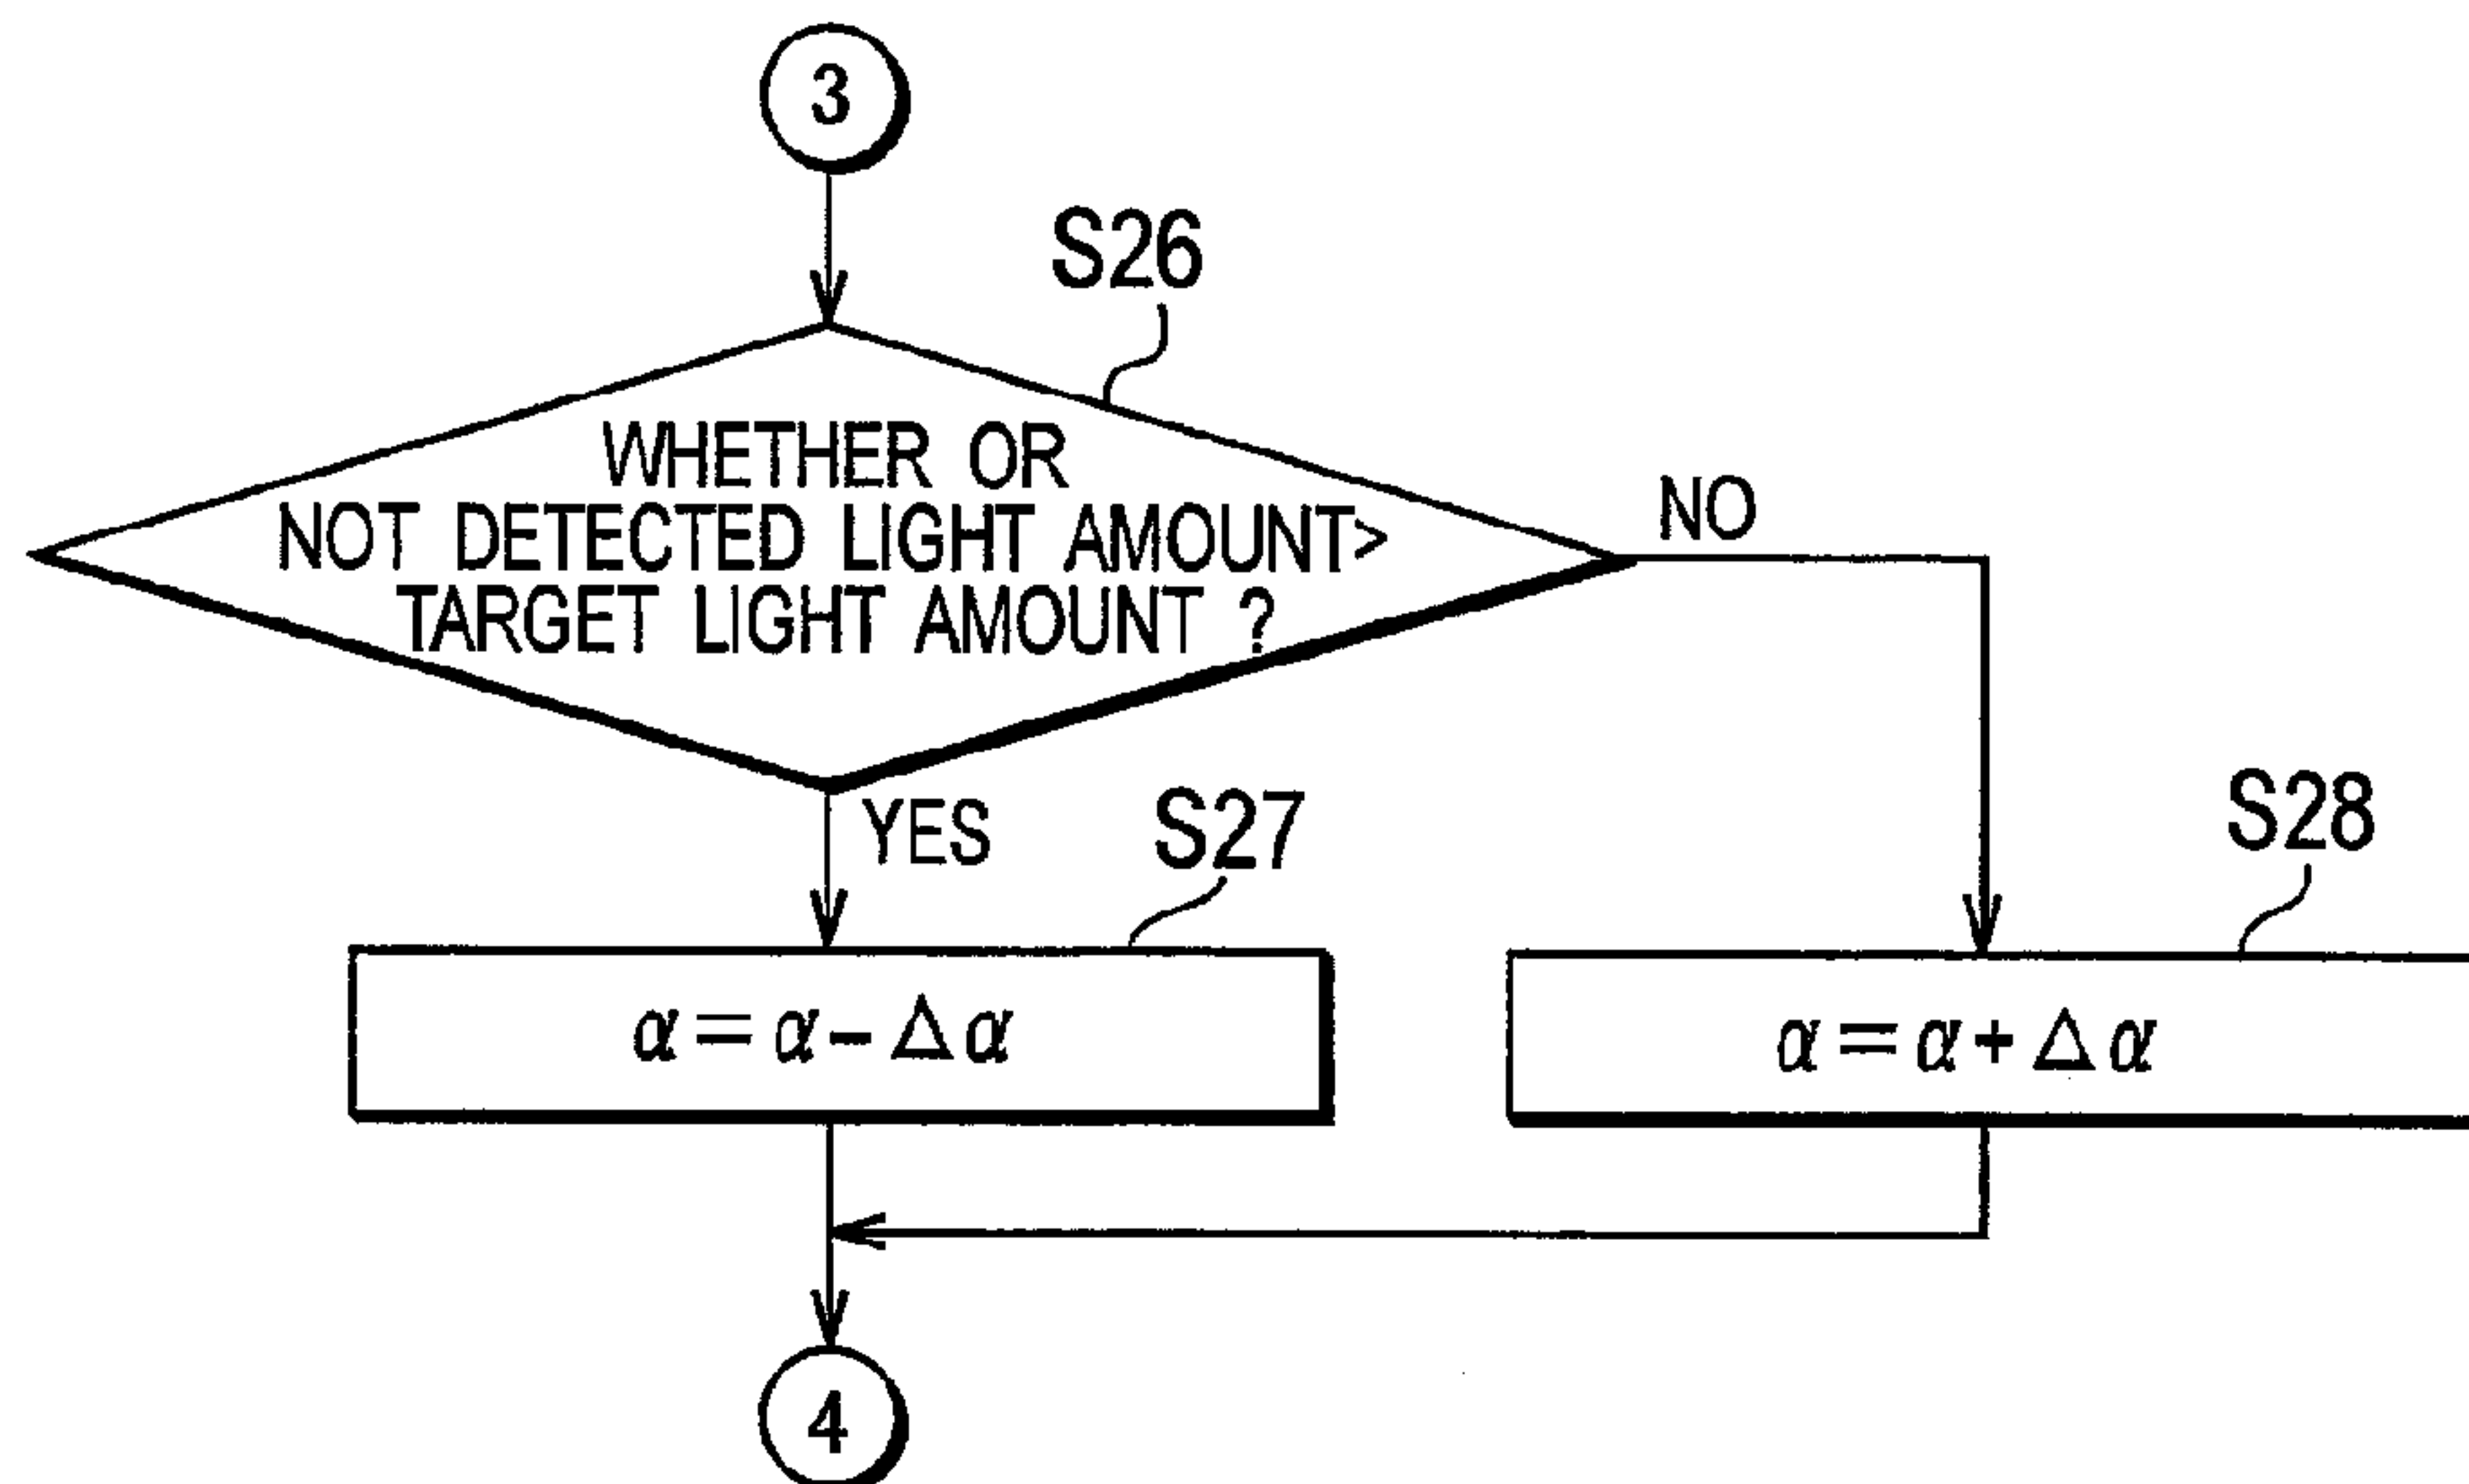 3
S26
WHETHER OR
NOT DETECTED LIGHT AMOUNT>
TARGET LIGHT AMOUNT ?
NO
YES
S27
S28
α=α-Δα
α=α+Δα
4